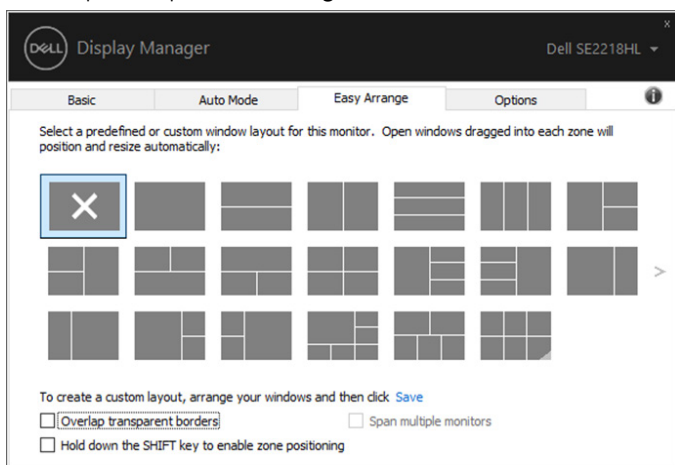 DELL Display Manager Dell SE2218HL
x
Basic Auto Mode Easy Arrange Options
Select a predefined or custom window layout for this monitor. Open windows dragged into each zone will
position and resize automatically:
To create a custom layout, arrange your windows and then click Save
Overlap transparent borders Span multiple monitors
Hold down the SHIFT key to enable zone positioning